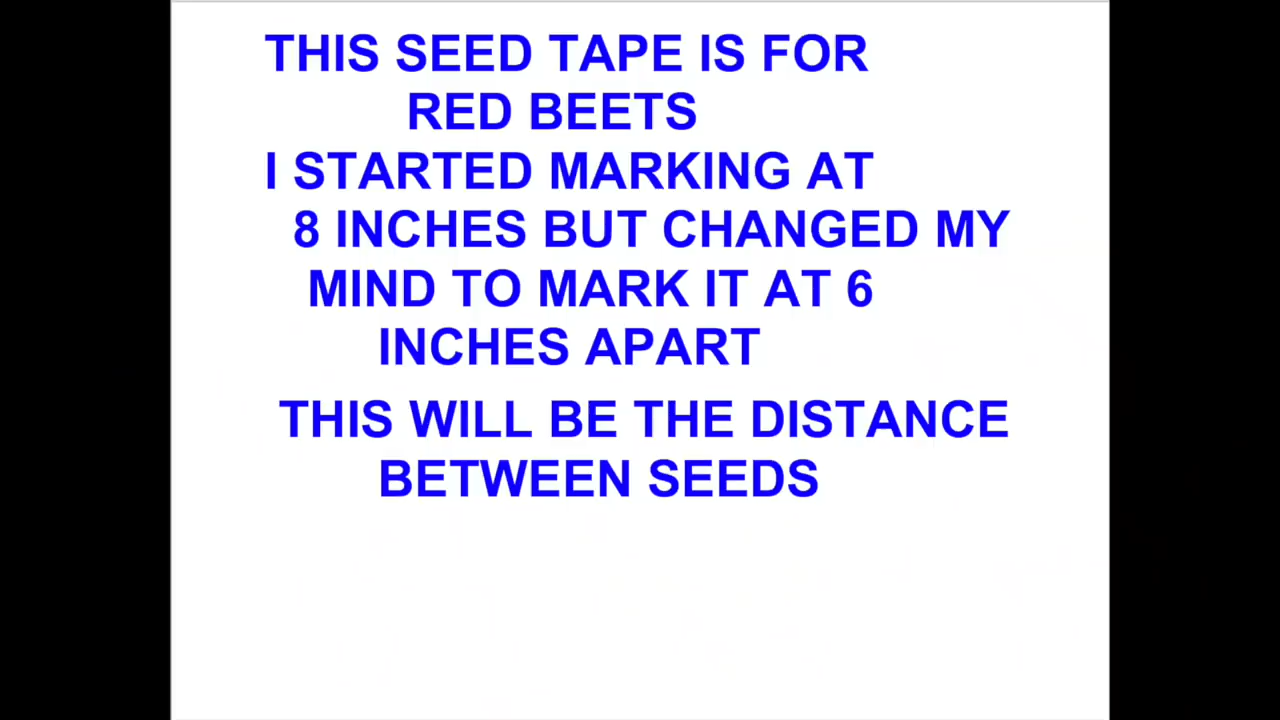 THIS SEED TAPE IS FOR
RED BEETS
I STARTED MARKING AT
8 INCHES BUT CHANGED MY
MIND TO MARK IT AT 6
INCHES APART
THIS WILL BE THE DISTANCE
BETWEEN SEEDS